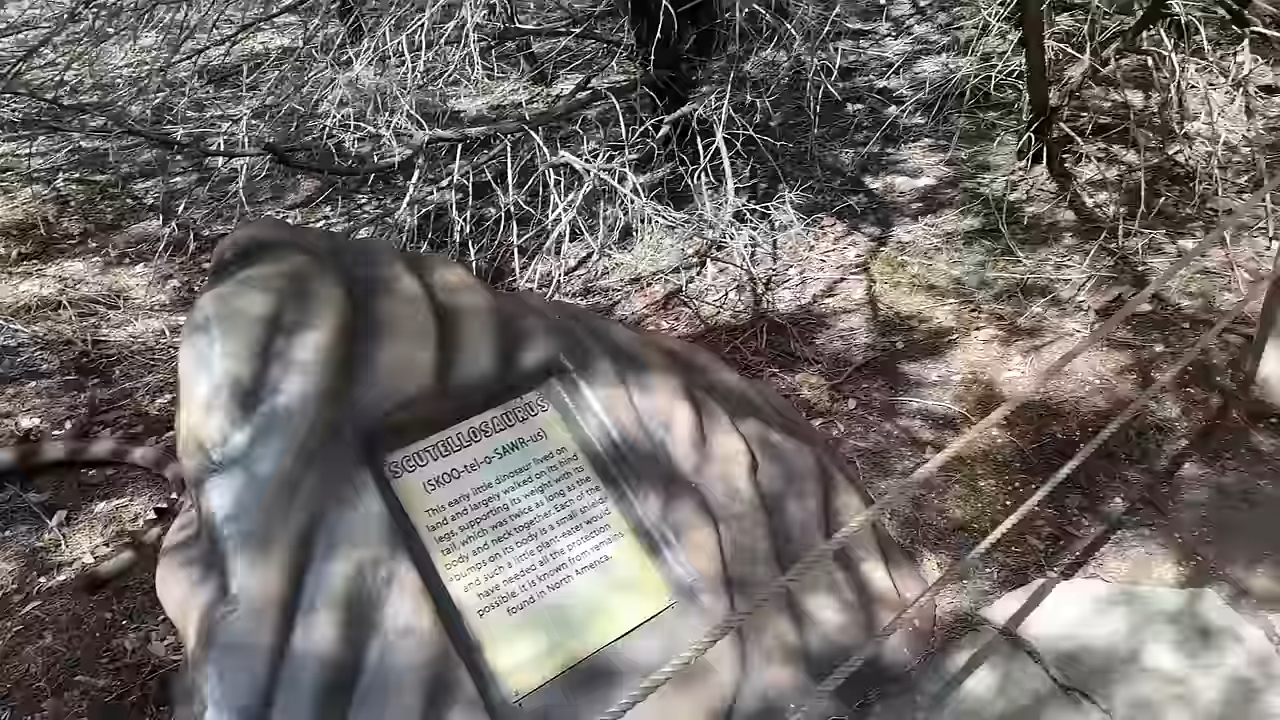 SCUTELLOSAURUS
(SKOO-tel-o-SAWR-us)
This early little dinosaur lived on
land and largely walked on its hind
legs, supporting its weight with its
tail, which was twice as long as the
body and neck together. Each of the
bumps on its body is a small shield
and such a little plant-eater would
have needed all the protection
possible. It is known from remains
found in North America.